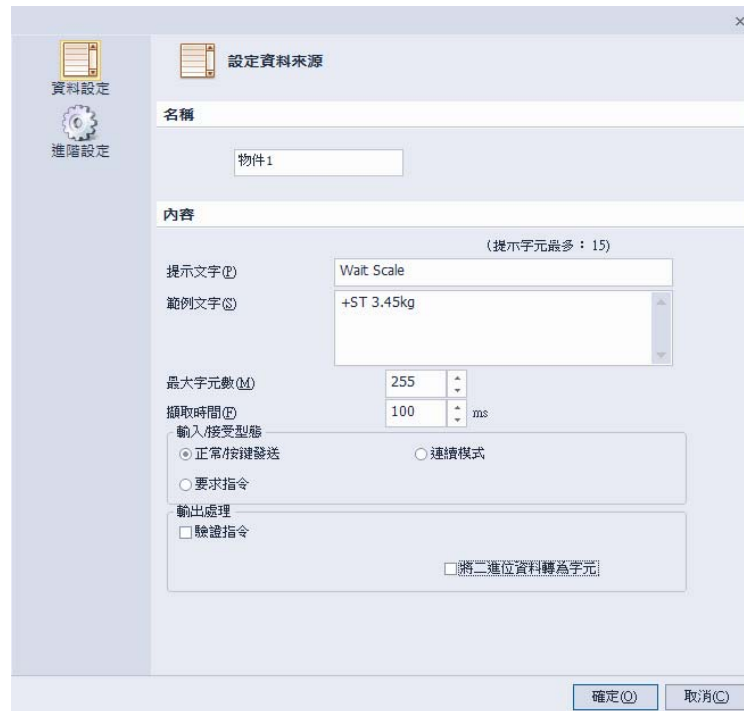 資料設定
進階設定
設定資料來源
名稱
物件1
內容
(提示字元最多：15)
提示文字(P) Wait Scale
範例文字(S) +ST 3.45kg
最大字元數(M) 255
擷取時間(F) 100 ms
輸入/接受型態
正常/按鍵發送 連續模式
要求指令
輸出處理
驗證指令
將二進位資料轉為字元
確定(O) 取消(C)